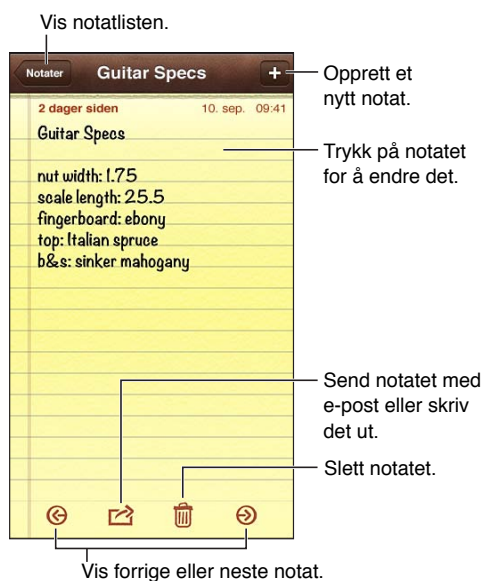 Vis notatlisten.
Notater Guitar Specs +
Opprett et
nytt notat.
2 dager siden 10. sep. 09:41
Guitar Specs
Trykk på notatet
for å endre det.
nut width: 1.75
scale length: 25.5
fingerboard: ebony
top: Italian spruce
b&s: sinker mahogany
Send notatet med
e-post eller skriv
det ut.
Slett notatet.
Vis forrige eller neste notat.